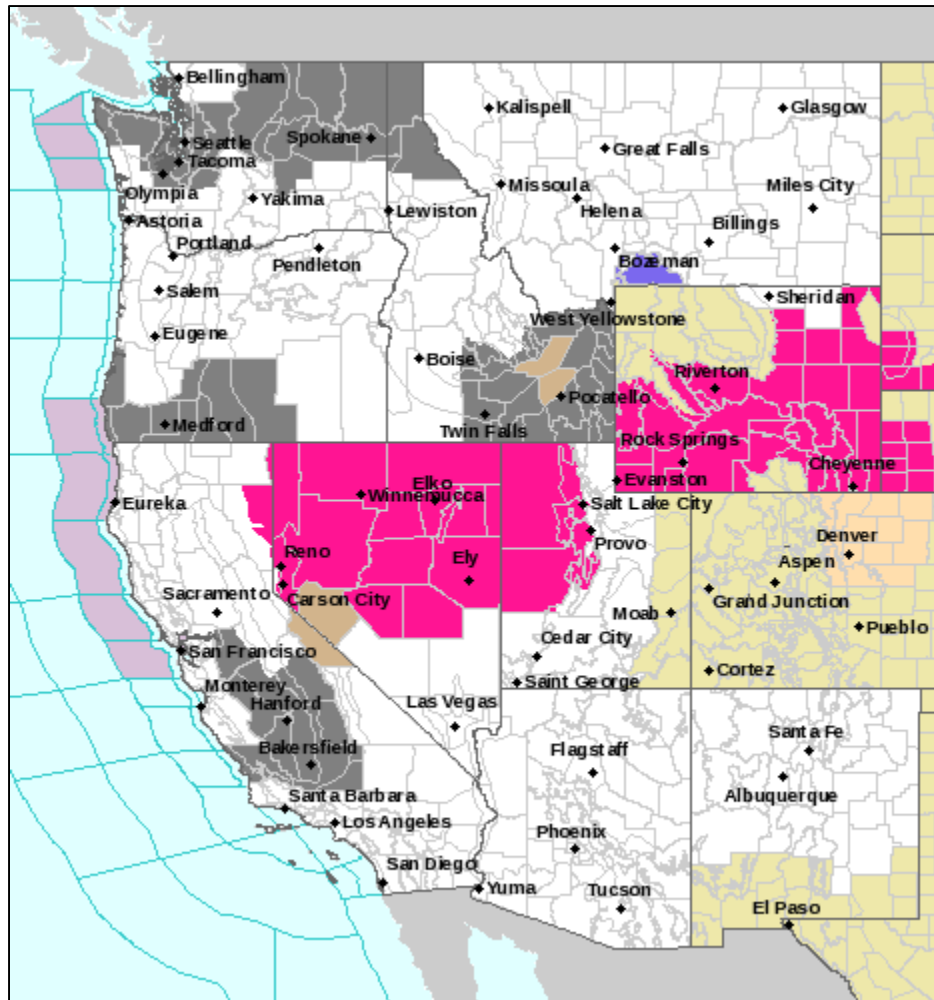 Bellingham
Kalispell
Glasgow
Seattle
Spokane
Great Falls
Tacoma
Miles City
Missoula
Olympia
Yakima
Lewiston
Helena
Astoria
Billings
Portland
Bozeman
Pendleton
Salem
Sheridan
West Yellowstone
Eugene
Boise
Riverton
Pocatello
Medford
Twin Falls
Rock Springs
Cheyenne
Elko
Evanston
Winnemucca
Eureka
Salt Lake City
Denver
Provo
Reno
Ely
Aspen
Sacramento
Carson City
Grand Junction
Moab
Pueblo
Cedar City
San Francisco
Cortez
Saint George
Monterey
Las Vegas
Hanford
Bakersfield
Flagstaff
Santa Fe
Santa Barbara
Albuquerque
Los Angeles
Phoenix
San Diego
Yuma
Tucson
El Paso